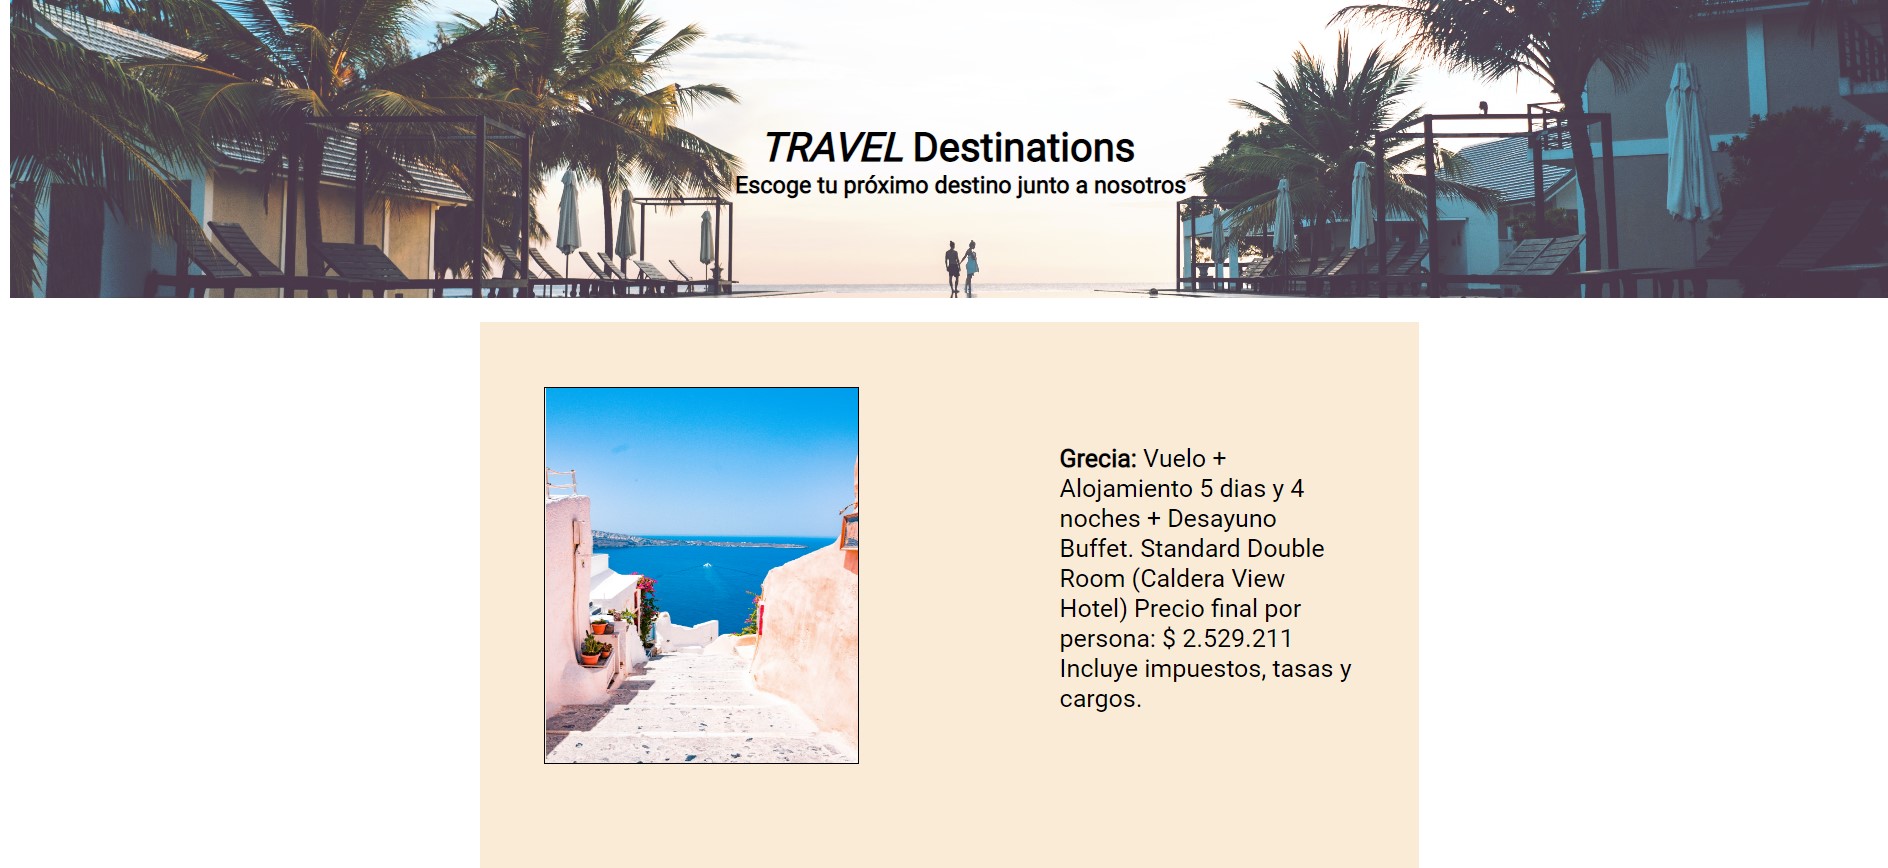 TRAVEL Destinations
Escoge tu próximo destino junto a nosotros
Grecia: Vuelo +
Alojamiento 5 dias y 4
noches + Desayuno
Buffet. Standard Double
Room (Caldera View
Hotel) Precio final por
persona: $ 2.529.211
Incluye impuestos, tasas y
cargos.